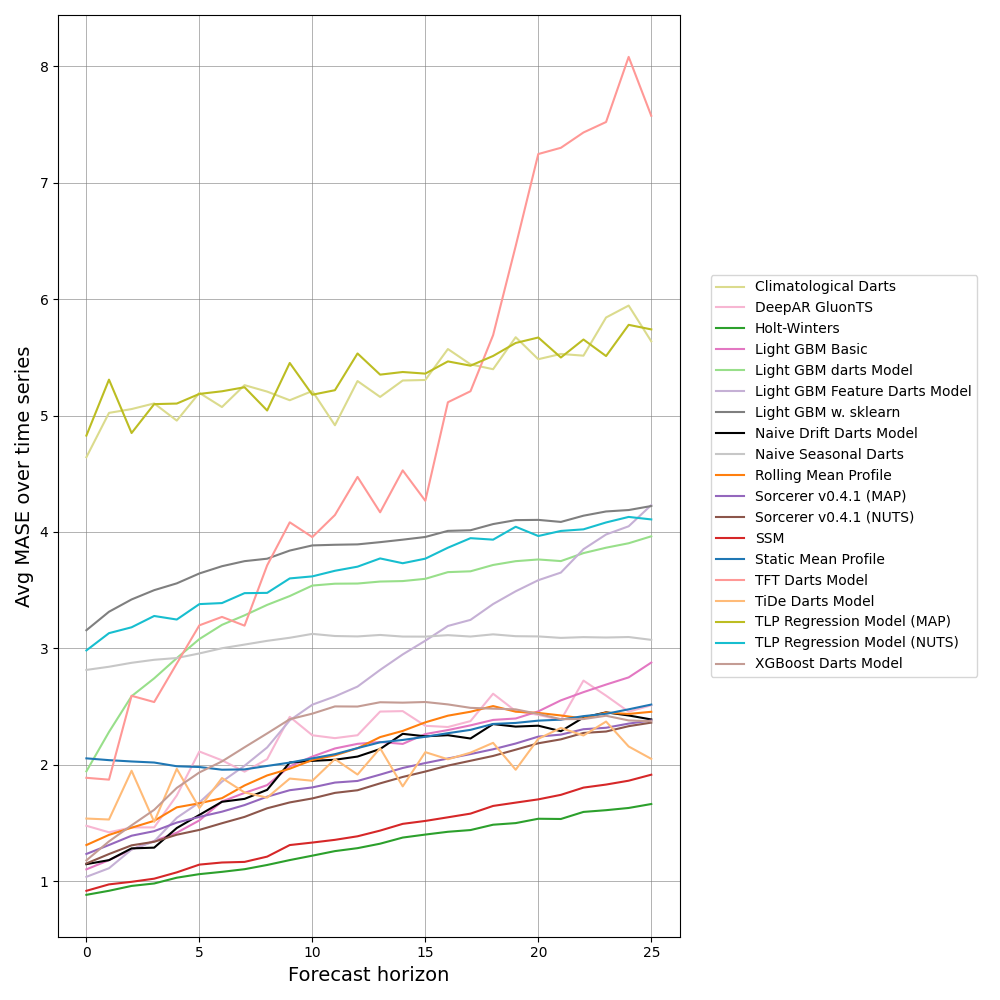 Avg MASE over time series
8
7
6
5
4
3
2
1
0
5
10
15
20
25
Forecast horizon
Climatological Darts
DeepAR GluonTS
Holt-Winters
Light GBM Basic
Light GBM darts Model
Light GBM Feature Darts Model
Light GBM w. sklearn
Naive Drift Darts Model
Naive Seasonal Darts
Rolling Mean Profile
Sorcerer v0.4.1 (MAP)
Sorcerer v0.4.1 (NUTS)
SSM
Static Mean Profile
TFT Darts Model
TiDe Darts Model
TLP Regression Model (MAP)
TLP Regression Model (NUTS)
XGBoost Darts Model